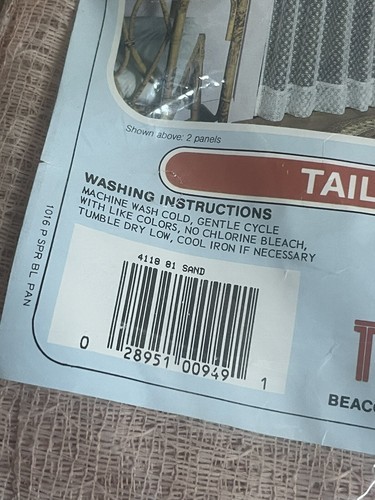 Shown above: 2 panels
TAIL
WASHING INSTRUCTIONS
MACHINE WASH COLD, GENTLE CYCLE
WITH LIKE COLORS, NO CHLORINE BLEACH,
TUMBLE DRY LOW, COOL IRON IF NECESSARY
1016 P SPR BL PAN
4118 81 SAND
0 28951 00949 1
T
BEAC